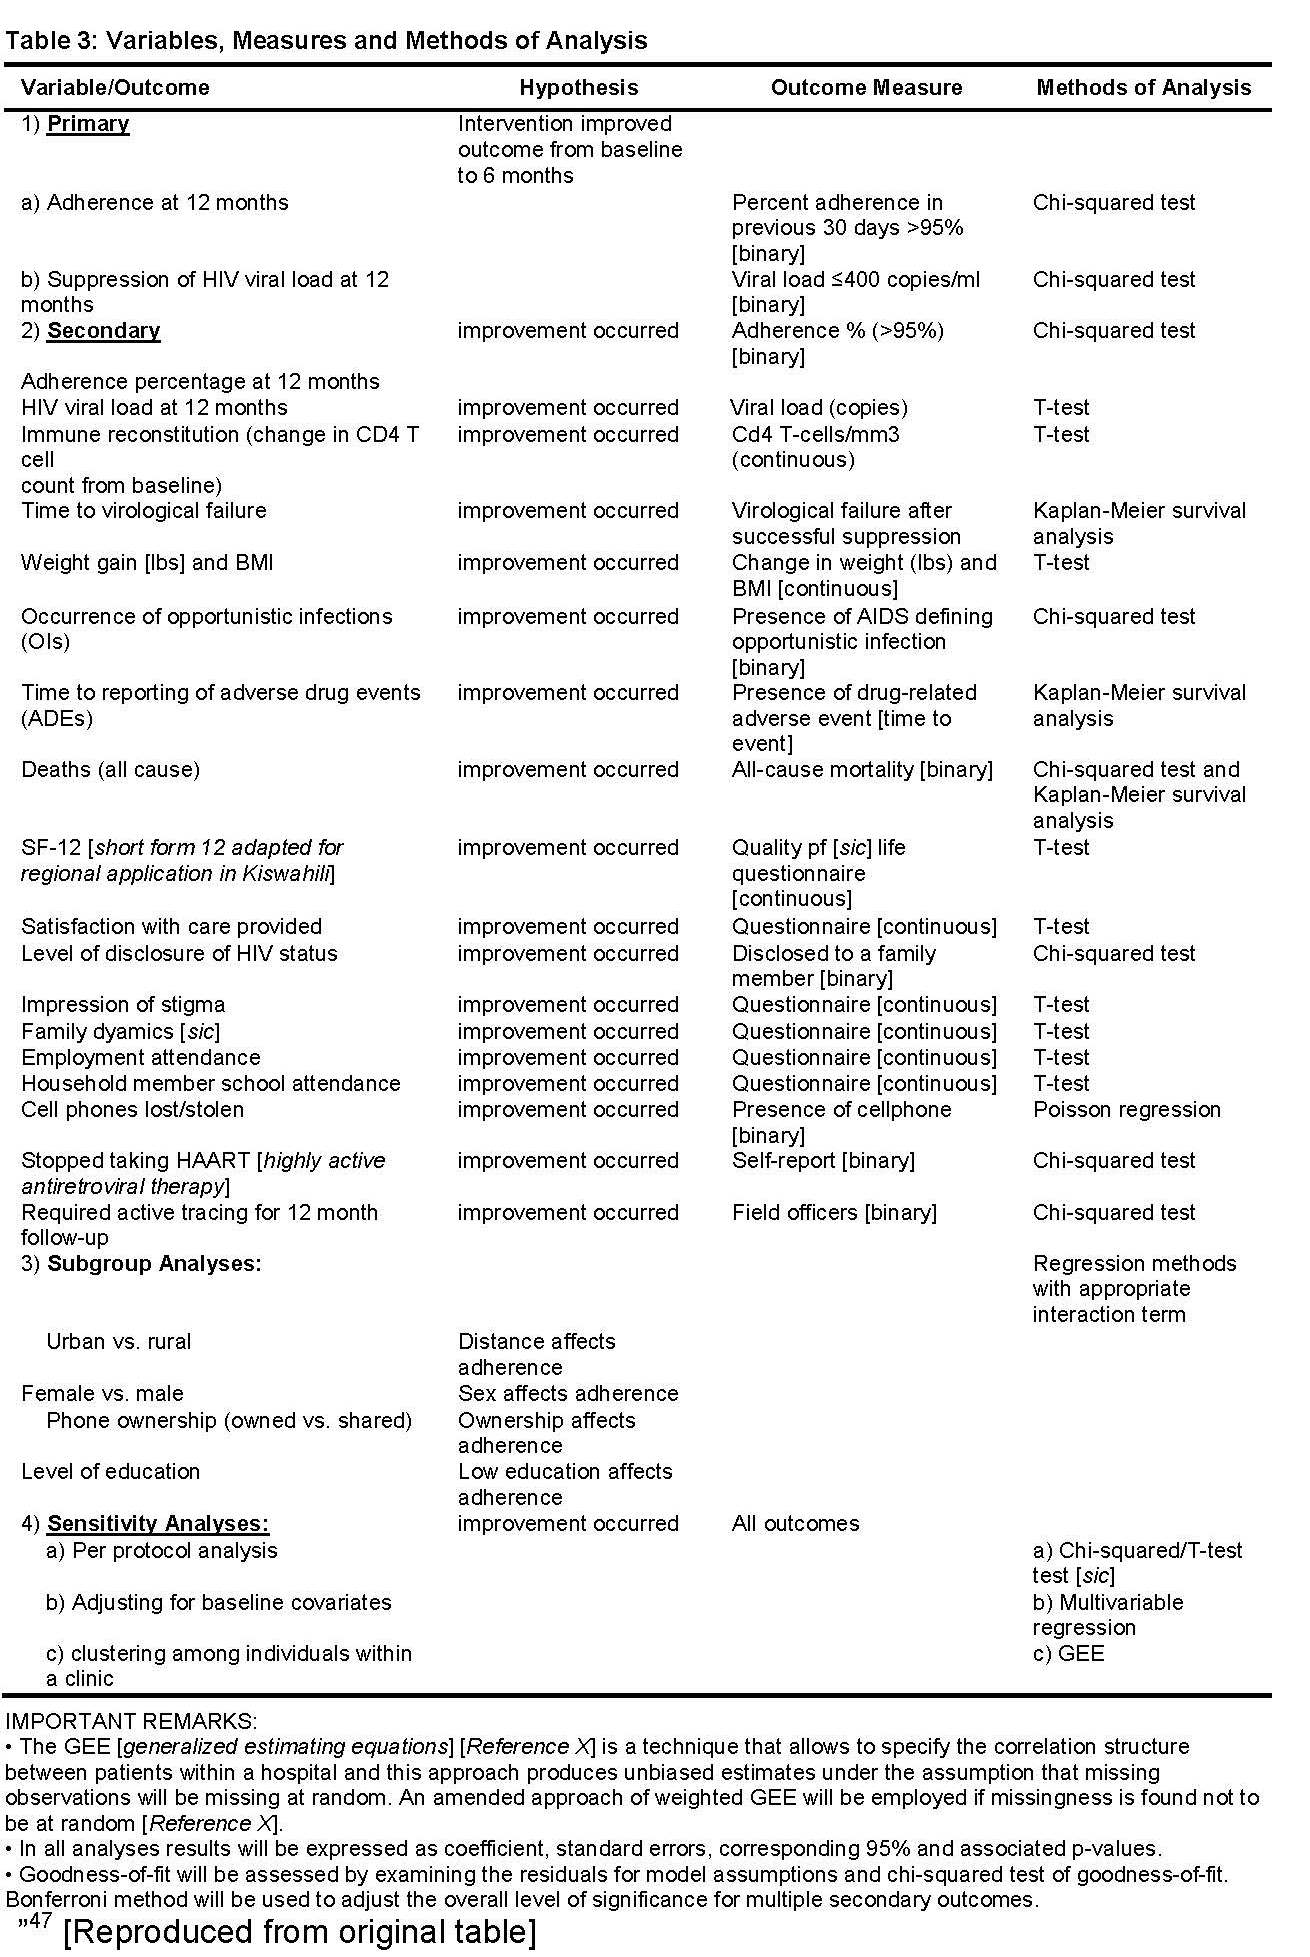 Table 3: Variables, Measures and Methods of Analysis
Variable/Outcome Hypothesis Outcome Measure Methods of Analysis
1) Primary Intervention improved
outcome from baseline
to 6 months
a) Adherence at 12 months Percent adherence in Chi-squared test
previous 30 days >95%
[binary]
b) Suppression of HIV viral load at 12 Viral load ≤400 copies/ml Chi-squared test
months [binary]
2) Secondary improvement occurred Adherence % (>95%) Chi-squared test
[binary]
Adherence percentage at 12 months
HIV viral load at 12 months improvement occurred Viral load (copies) T-test
Immune reconstitution (change in CD4 T improvement occurred Cd4 T-cells/mm3 T-test
cell (continuous)
count from baseline)
Time to virological failure improvement occurred Virological failure after Kaplan-Meier survival
successful suppression analysis
Weight gain [lbs] and BMI improvement occurred Change in weight (lbs) and T-test
BMI [continuous]
Occurrence of opportunistic infections improvement occurred Presence of AIDS defining Chi-squared test
(OIs) opportunistic infection
[binary]
Time to reporting of adverse drug events improvement occurred Presence of drug-related Kaplan-Meier survival
(ADEs) adverse event [time to analysis
event]
Deaths (all cause) improvement occurred All-cause mortality [binary] Chi-squared test and
Kaplan-Meier survival
analysis
SF-12 [short form 12 adapted for improvement occurred Quality pf [sic] life T-test
regional application in Kiswahili] questionnaire
[continuous]
Satisfaction with care provided improvement occurred Questionnaire [continuous] T-test
Level of disclosure of HIV status improvement occurred Disclosed to a family Chi-squared test
member [binary]
Impression of stigma improvement occurred Questionnaire [continuous] T-test
Family dyamics [sic] improvement occurred Questionnaire [continuous] T-test
Employment attendance improvement occurred Questionnaire [continuous] T-test
Household member school attendance improvement occurred Questionnaire [continuous] T-test
Cell phones lost/stolen improvement occurred Presence of cellphone Poisson regression
[binary]
Stopped taking HAART [highly active improvement occurred Self-report [binary] Chi-squared test
antiretroviral therapy]
Required active tracing for 12 month improvement occurred Field officers [binary] Chi-squared test
follow-up
3) Subgroup Analyses: Regression methods
with appropriate
interaction term
Urban vs. rural Distance affects
adherence
Female vs. male Sex affects adherence
Phone ownership (owned vs. shared) Ownership affects
adherence
Level of education Low education affects
adherence
4) Sensitivity Analyses: improvement occurred All outcomes
a) Per protocol analysis a) Chi-squared/T-test
test [sic]
b) Adjusting for baseline covariates b) Multivariable
regression
c) clustering among individuals within c) GEE
a clinic
IMPORTANT REMARKS:
• The GEE [generalized estimating equations] [Reference X] is a technique that allows to specify the correlation structure
between patients within a hospital and this approach produces unbiased estimates under the assumption that missing
observations will be missing at random. An amended approach of weighted GEE will be employed if missingness is found not to
be at random [Reference X].
• In all analyses results will be expressed as coefficient, standard errors, corresponding 95% and associated p-values.
• Goodness-of-fit will be assessed by examining the residuals for model assumptions and chi-squared test of goodness-of-fit.
Bonferroni method will be used to adjust the overall level of significance for multiple secondary outcomes.
”47 [Reproduced from original table]